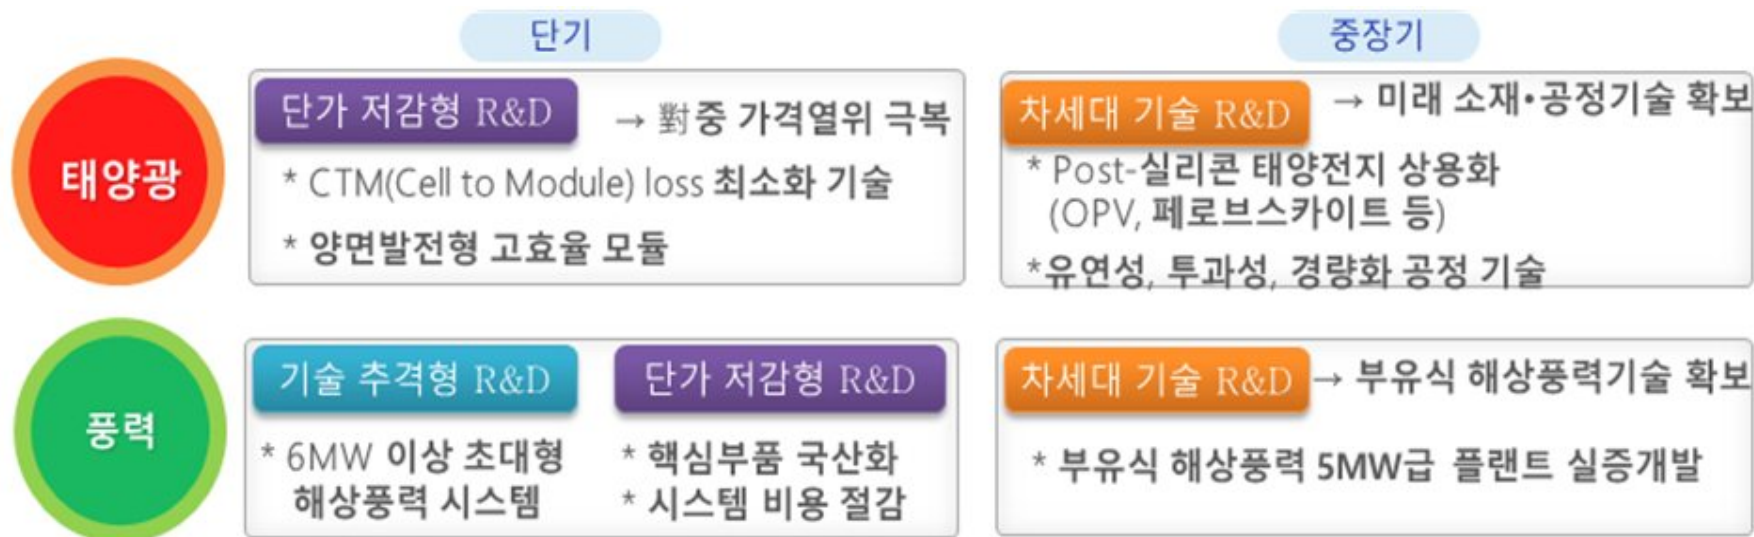 단기
중장기
태양광
단가 저감형 R&D → 對중 가격열위 극복
* CTM(Cell to Module) loss 최소화 기술
* 양면발전형 고효율 모듈
차세대 기술 R&D → 미래 소재•공정기술 확보
* Post-실리콘 태양전지 상용화
(OPV, 페로브스카이트 등)
*유연성, 투과성, 경량화 공정 기술
풍력
기술 추격형 R&D
* 6MW 이상 초대형
해상풍력 시스템
단가 저감형 R&D
* 핵심부품 국산화
* 시스템 비용 절감
차세대 기술 R&D → 부유식 해상풍력기술 확보
* 부유식 해상풍력 5MW급 플랜트 실증개발